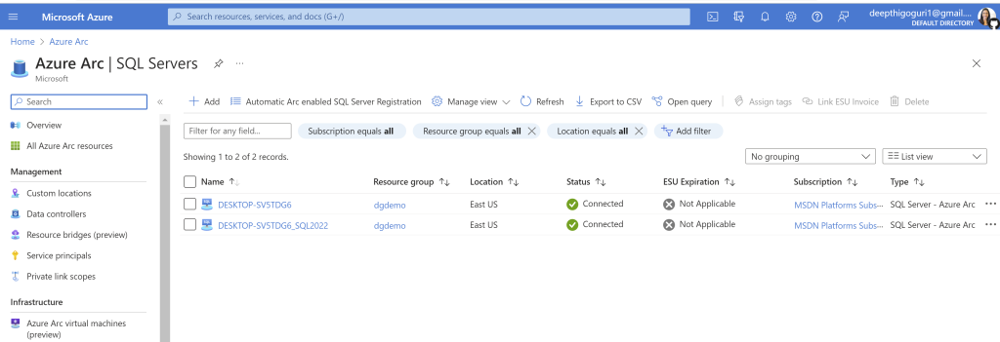 Microsoft Azure
Search resources, services, and docs (G+/)
deepthigoguri1@gmail....
DEFAULT DIRECTORY
Home > Azure Arc
Azure Arc | SQL Servers
Microsoft
Search
Add
Automatic Arc enabled SQL Server Registration
Manage view
Refresh
Export to CSV
Open query
Assign tags
Link ESU Invoice
Delete
Overview
All Azure Arc resources
Management
Custom locations
Data controllers
Resource bridges (preview)
Service principals
Private link scopes
Infrastructure
Azure Arc virtual machines
(preview)
Filter for any field...
Subscription equals all
Resource group equals all
Location equals all
Add filter
Showing 1 to 2 of 2 records.
No grouping
List view
Name Resource group Location Status ESU Expiration Subscription Type
DESKTOP-SV5TDG6 dgdemo East US Connected Not Applicable MSDN Platforms Subs... SQL Server - Azure Arc
DESKTOP-SV5TDG6_SQL2022 dgdemo East US Connected Not Applicable MSDN Platforms Subs... SQL Server - Azure Arc